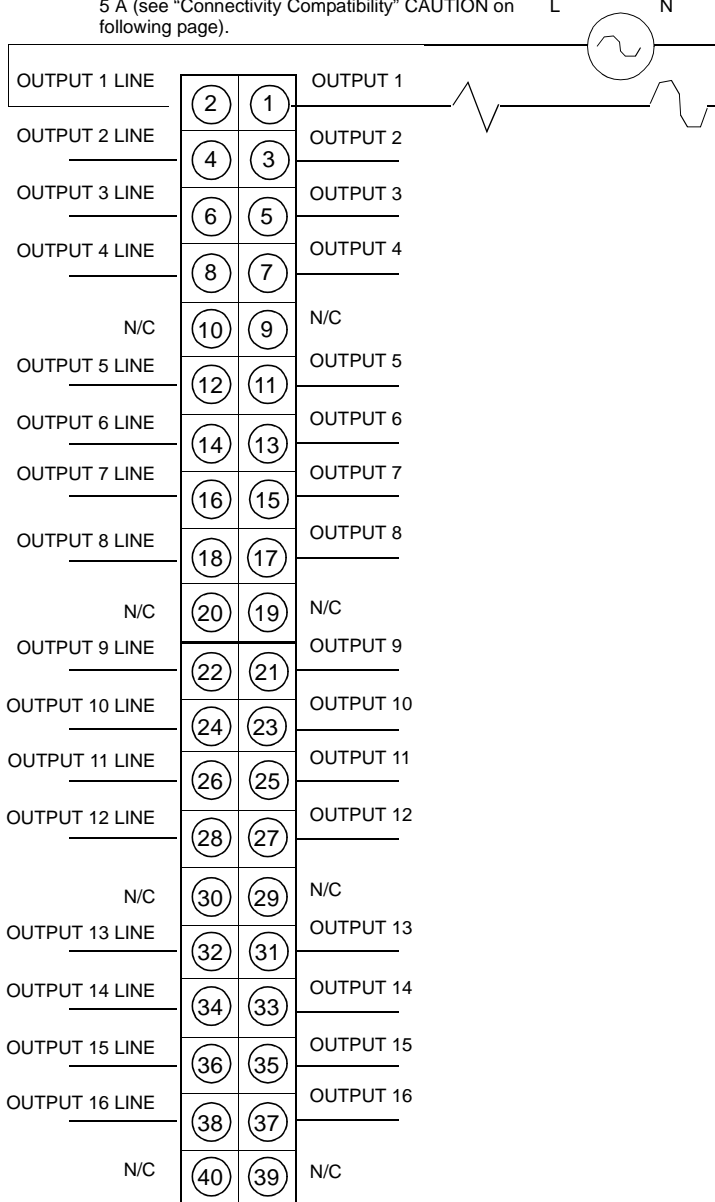 5 A (see “Connectivity Compatibility” CAUTION on
following page).
L N
OUTPUT 1 LINE 2 1 OUTPUT 1
OUTPUT 2 LINE 4 3 OUTPUT 2
OUTPUT 3 LINE 6 5 OUTPUT 3
OUTPUT 4 LINE 8 7 OUTPUT 4
N/C 10 9 N/C
OUTPUT 5 LINE 12 11 OUTPUT 5
OUTPUT 6 LINE 14 13 OUTPUT 6
OUTPUT 7 LINE 16 15 OUTPUT 7
OUTPUT 8 LINE 18 17 OUTPUT 8
N/C 20 19 N/C
OUTPUT 9 LINE 22 21 OUTPUT 9
OUTPUT 10 LINE 24 23 OUTPUT 10
OUTPUT 11 LINE 26 25 OUTPUT 11
OUTPUT 12 LINE 28 27 OUTPUT 12
N/C 30 29 N/C
OUTPUT 13 LINE 32 31 OUTPUT 13
OUTPUT 14 LINE 34 33 OUTPUT 14
OUTPUT 15 LINE 36 35 OUTPUT 15
OUTPUT 16 LINE 38 37 OUTPUT 16
N/C 40 39 N/C